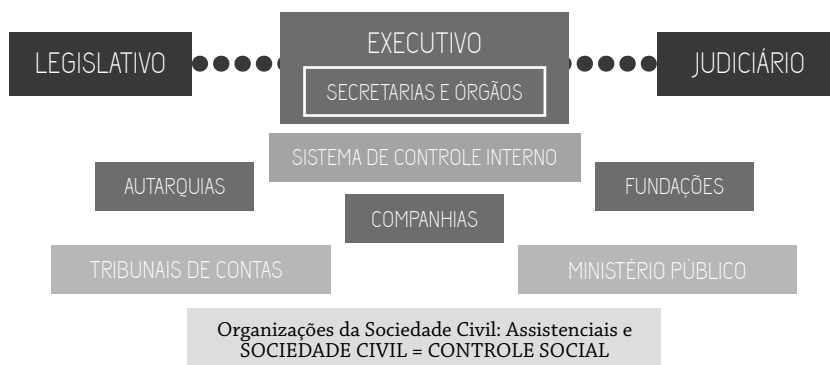 LEGISLATIVO
EXECUTIVO
JUDICIÁRIO
SECRETARIAS E ÓRGÃOS
SISTEMA DE CONTROLE INTERNO
AUTARQUIAS
FUNDAÇÕES
COMPANHIAS
TRIBUNAIS DE CONTAS
MINISTÉRIO PÚBLICO
Organizações da Sociedade Civil: Assistenciais e
SOCIEDADE CIVIL = CONTROLE SOCIAL